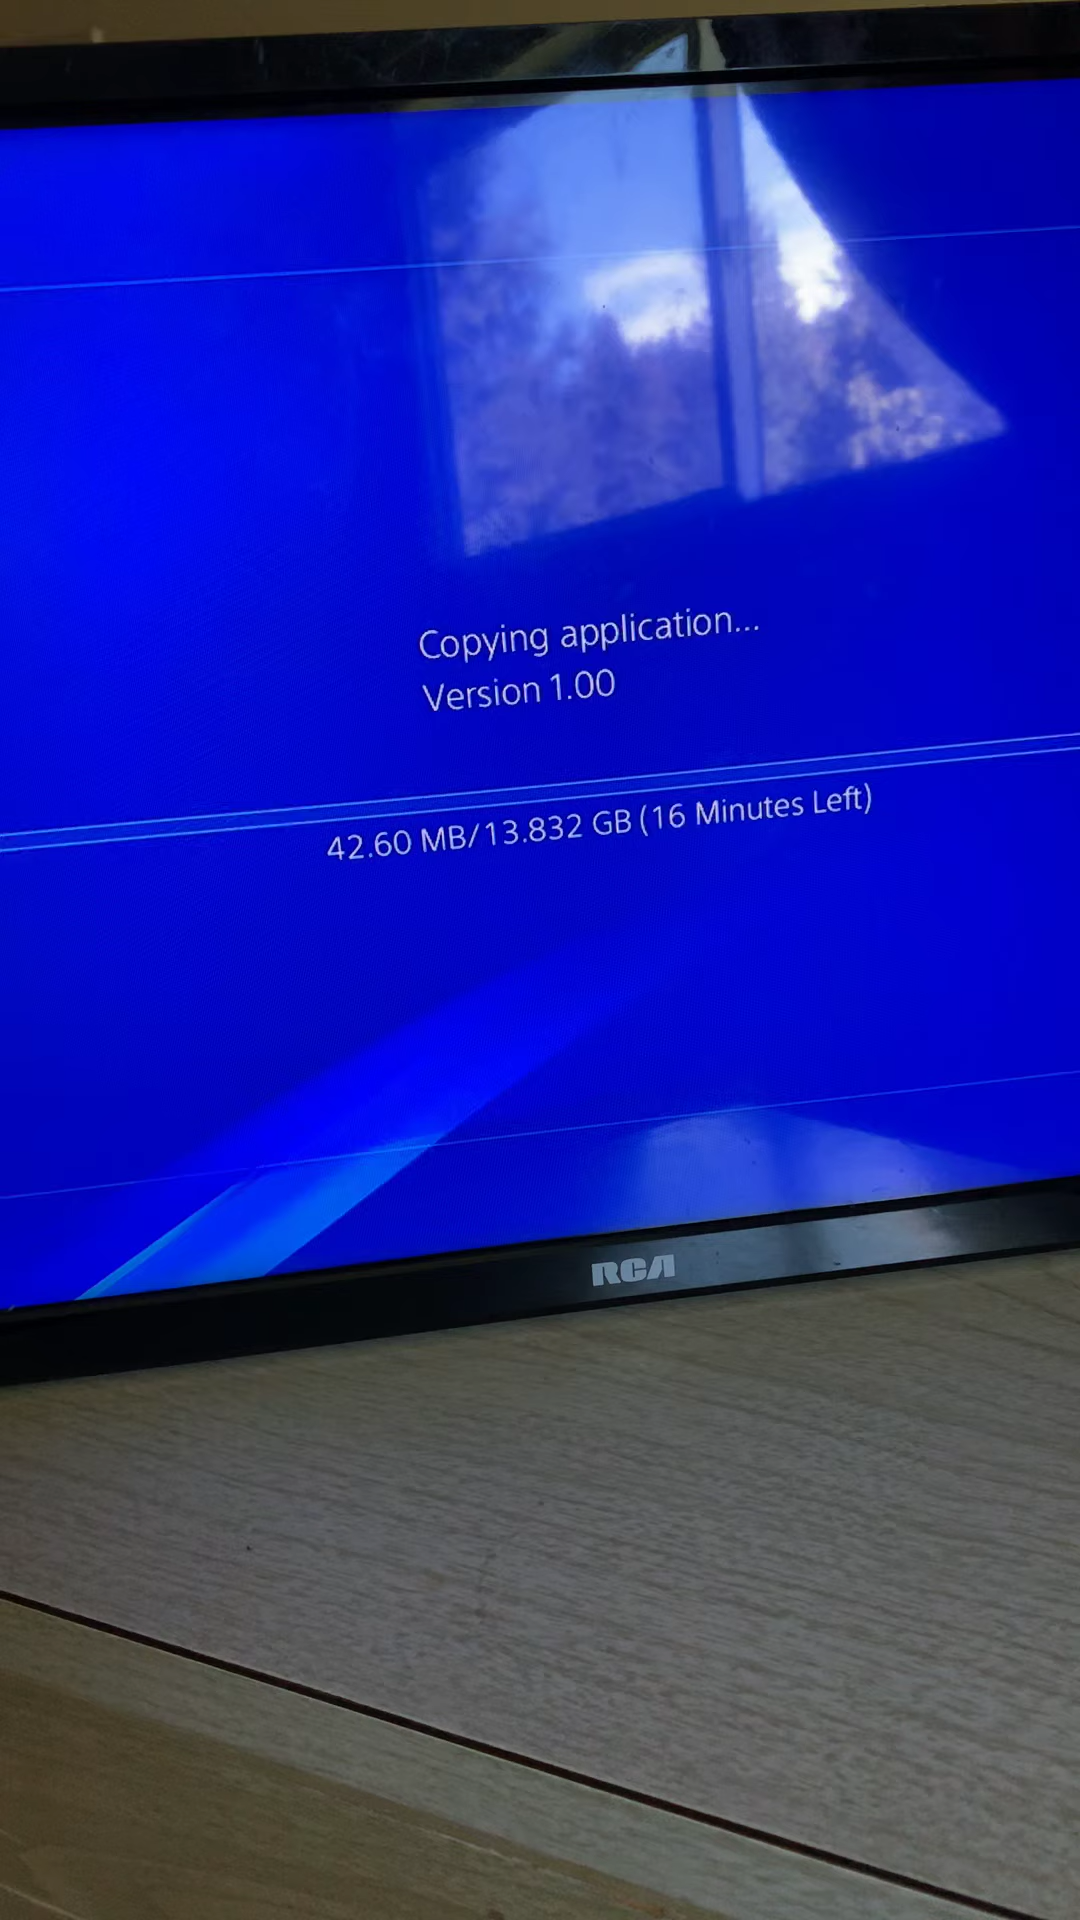 Copying application...
Version 1.00
42.60 MB/13.832 GB (16 Minutes Left)
RCA